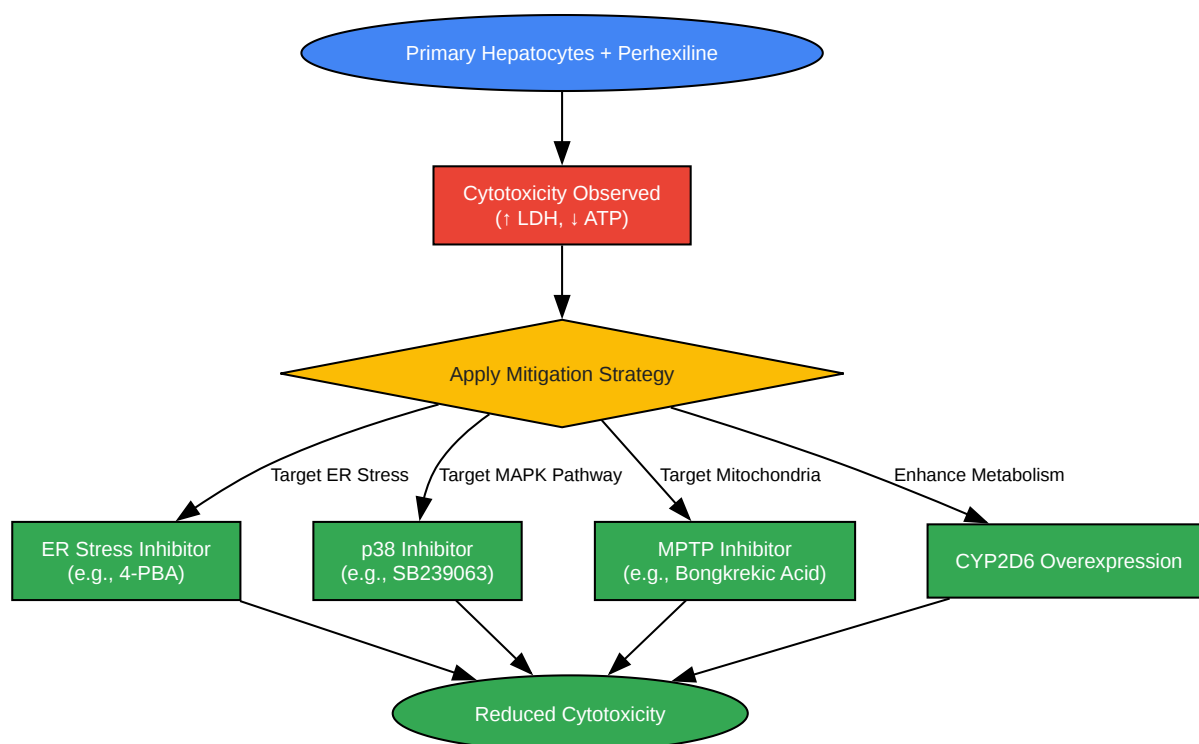 Primary Hepatocytes + Perhexiline
Cytotoxicity Observed
(↑ LDH, ↓ ATP)
Apply Mitigation Strategy
Target ER Stress
Target MAPK Pathway
Target Mitochondria
Enhance Metabolism
ER Stress Inhibitor
(e.g., 4-PBA)
p38 Inhibitor
(e.g., SB239063)
MPTP Inhibitor
(e.g., Bongkrekic Acid)
CYP2D6 Overexpression
Reduced Cytotoxicity